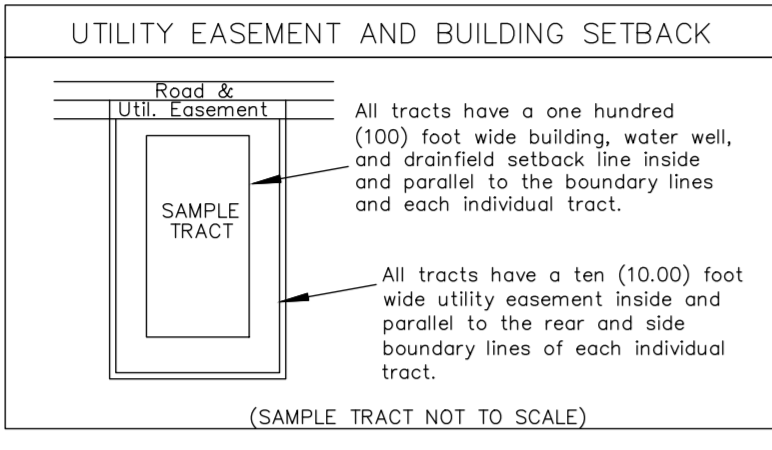 UTILITY EASEMENT AND BUILDING SETBACK
Road &
Util. Easement
All tracts have a one hundred
(100) foot wide building, water well,
and drainfield setback line inside
and parallel to the boundary lines
and each individual tract.
SAMPLE
TRACT
All tracts have a ten (10.00) foot
wide utility easement inside and
parallel to the rear and side
boundary lines of each individual
tract.
(SAMPLE TRACT NOT TO SCALE)